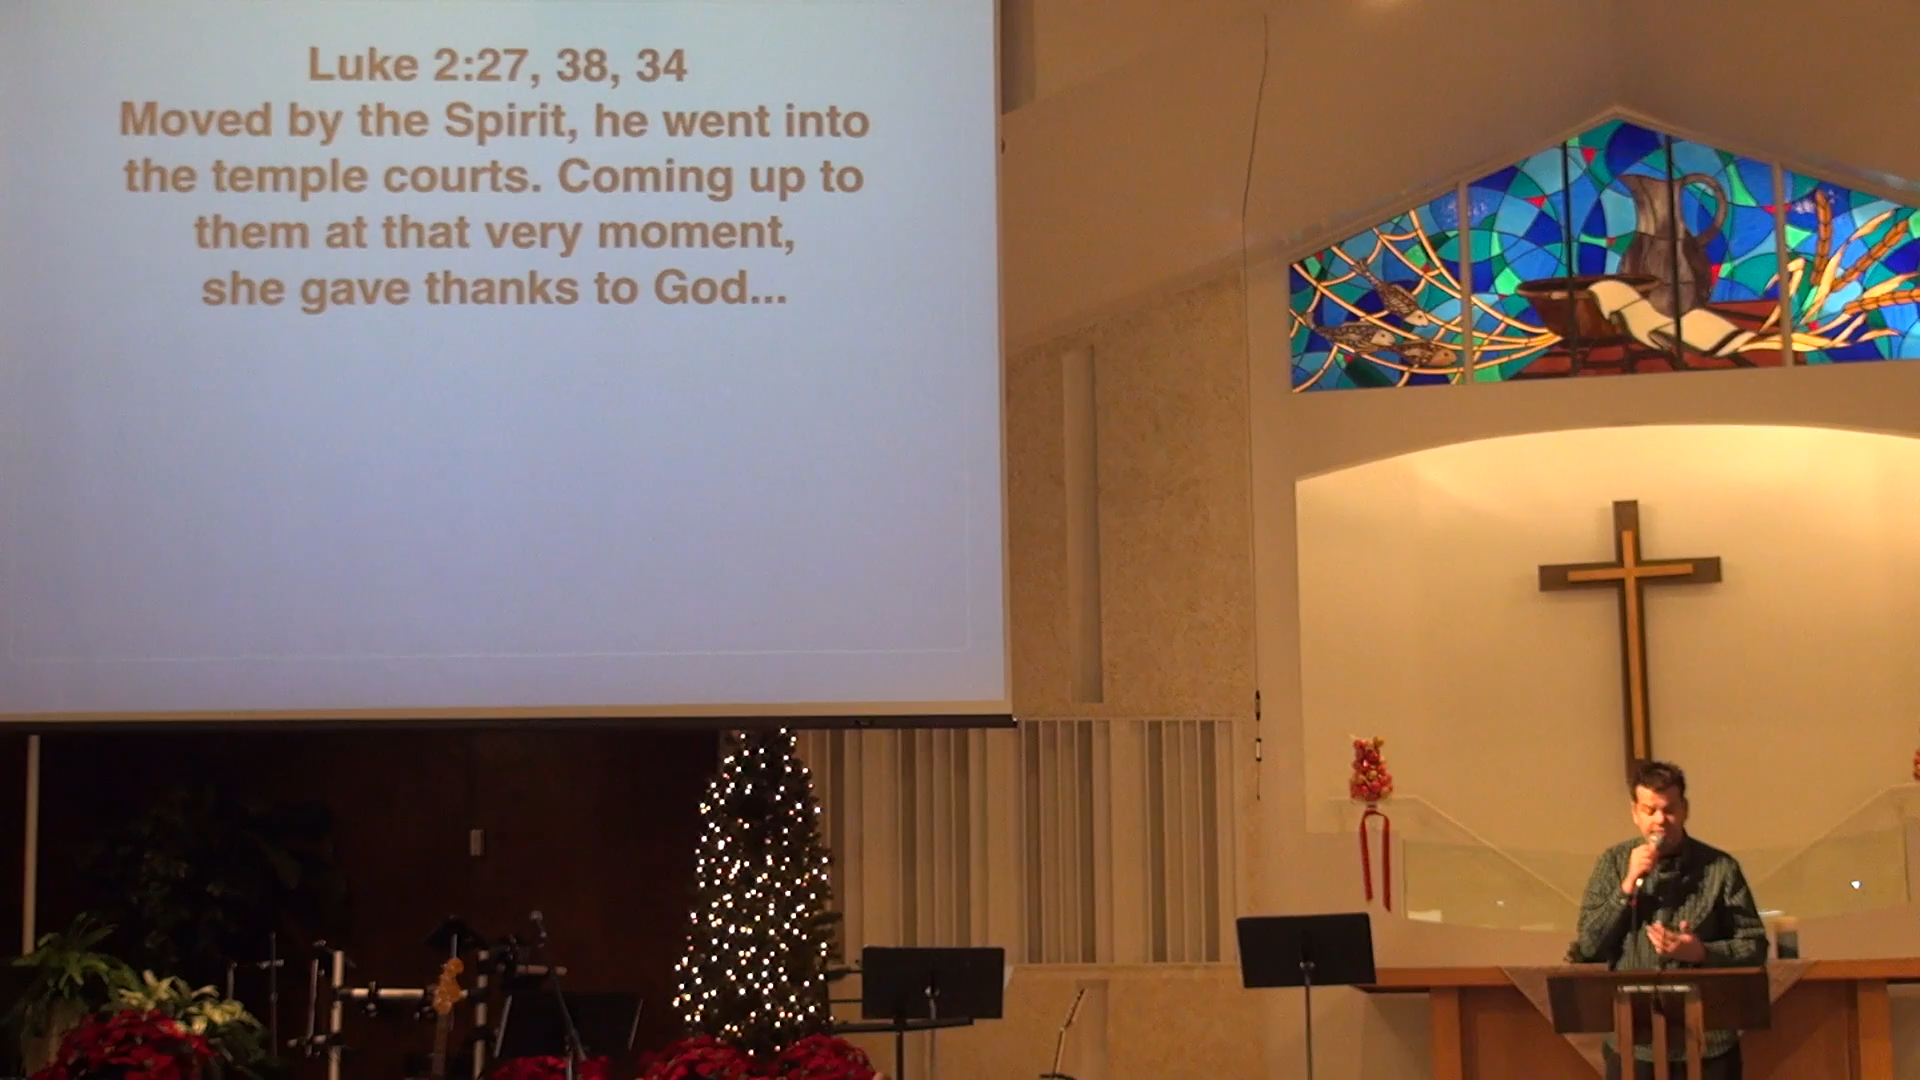 Luke 2:27, 38, 34
Moved by the Spirit, he went into
the temple courts. Coming up to
them at that very moment,
she gave thanks to God...